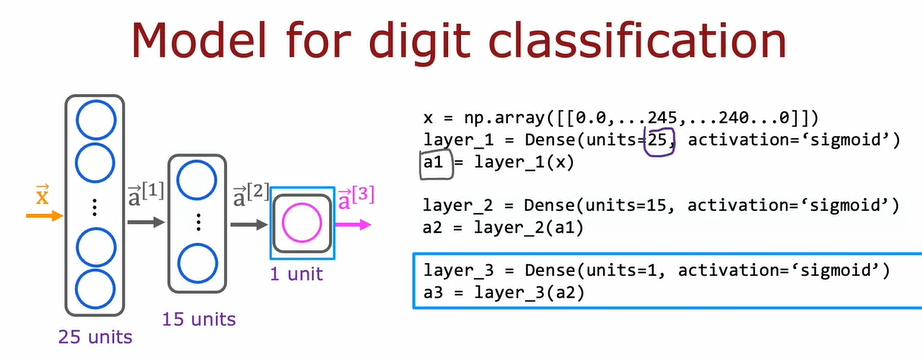 Model for digit classification
x = np.array([[0.0,...245,...240...0]])
layer_1 = Dense(units=25, activation=‘sigmoid’)
a1 = layer_1(x)
layer_2 = Dense(units=15, activation=‘sigmoid’)
a2 = layer_2(a1)
layer_3 = Dense(units=1, activation=‘sigmoid’)
a3 = layer_3(a2)
x⃗
a⃗[1]
a⃗[2]
a⃗[3]
25 units
15 units
1 unit